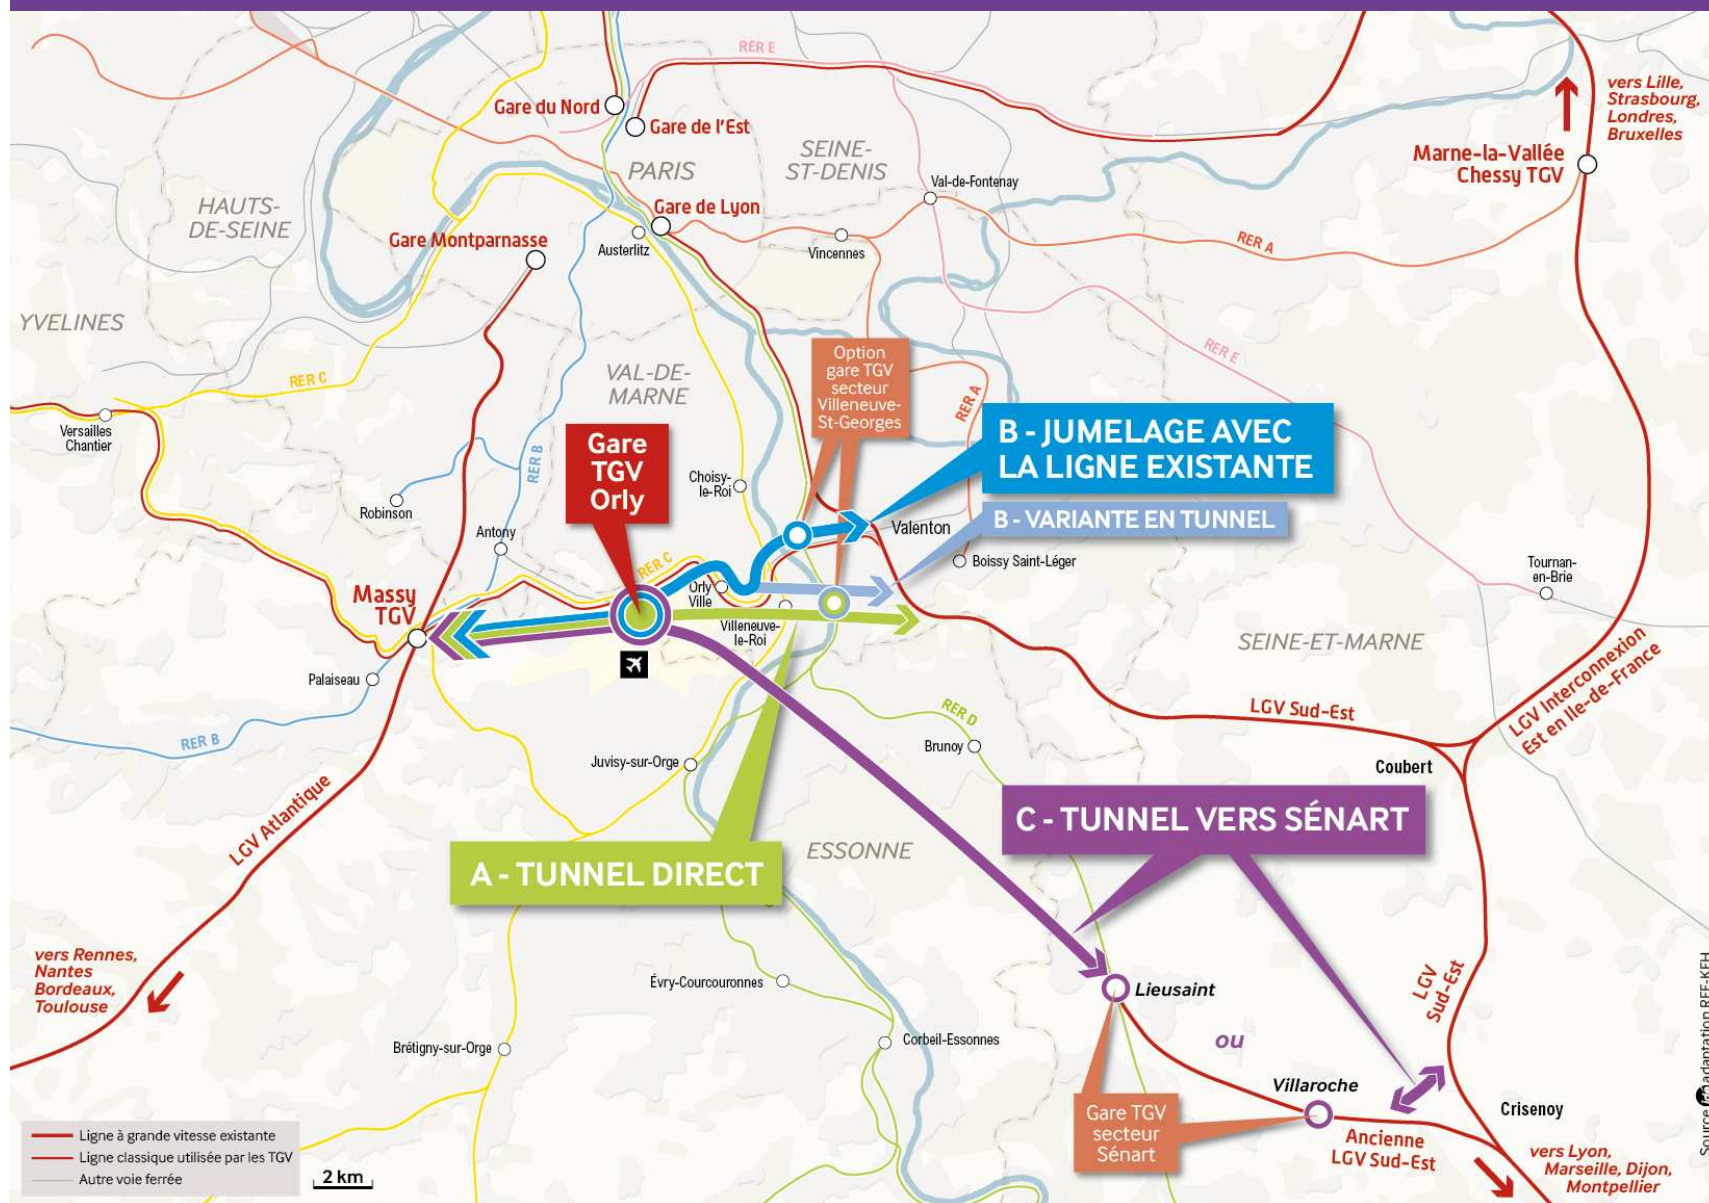 RER E
vers Lille,
Strasbourg,
Londres,
Bruxelles
Gare du Nord
Gare de l'Est
Marne-la-Vallée
Chessy TGV
SEINE-
ST-DENIS
PARIS
Val-de-Fontenay
HAUTS-
DE-SEINE
Gare de Lyon
Gare Montparnasse
Austerlitz
Vincennes
RER A
YVELINES
RER C
VAL-DE-
MARNE
Option
gare TGV
secteur
Villeneuve-
St-Georges
RER E
RER A
Versailles
Chantier
Gare
TGV
Orly
B - JUMELAGE AVEC
LA LIGNE EXISTANTE
RER B
Choisy-
le-Roi
Robinson
Antony
B - VARIANTE EN TUNNEL
Valenton
RER C
Boissy Saint-Léger
Tournan-
en-Brie
Massy
TGV
Orly
Ville
Villeneuve-
le-Roi
SEINE-ET-MARNE
Palaiseau
LGV Interconnexion
Est en Ile-de-France
LGV Sud-Est
RER D
RER B
Brunoy
Juvisy-sur-Orge
Coubert
LGV Atlantique
C - TUNNEL VERS SÉNART
A - TUNNEL DIRECT
ESSONNE
vers Rennes,
Nantes
Bordeaux,
Toulouse
Évry-Courcouronnes
Lieusaint
LGV
Sud-Est
Brétigny-sur-Orge
Corbeil-Essonnes
ou
Villaroche
Gare TGV
secteur
Sénart
Crisenoy
Ancienne
LGV Sud-Est
vers Lyon,
Marseille, Dijon,
Montpellier
Ligne à grande vitesse existante
Ligne classique utilisée par les TGV
Autre voie ferrée
2 km
Source adaptation RFF-KFH